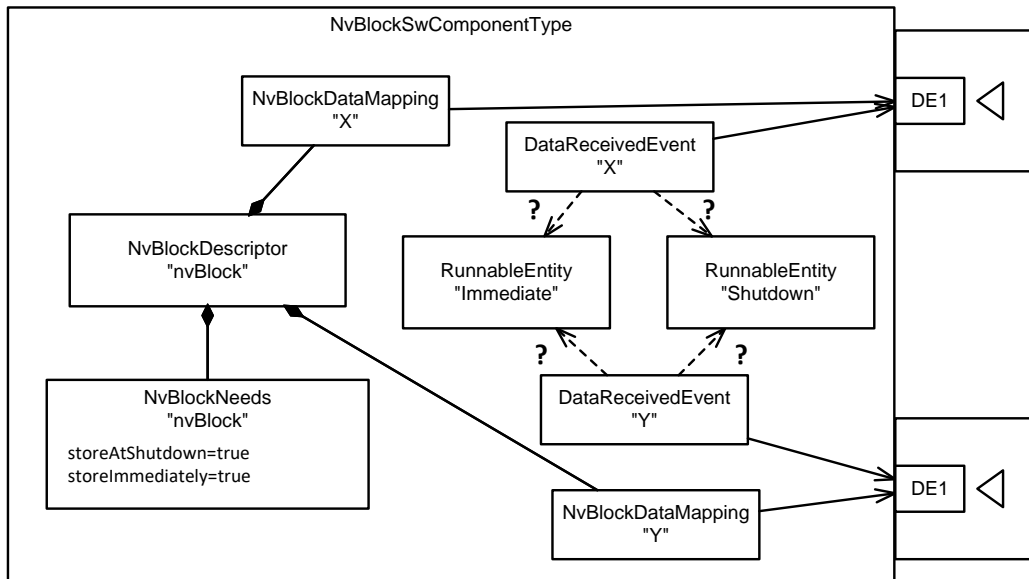 NvBlockSwComponentType
NvBlockDataMapping
"X"
DE1
DataReceivedEvent
"X"
?
?
NvBlockDescriptor
"nvBlock"
RunnableEntity
"Immediate"
RunnableEntity
"Shutdown"
?
?
NvBlockNeeds
"nvBlock"
storeAtShutdown=true
storeImmediately=true
DataReceivedEvent
"Y"
DE1
NvBlockDataMapping
"Y"